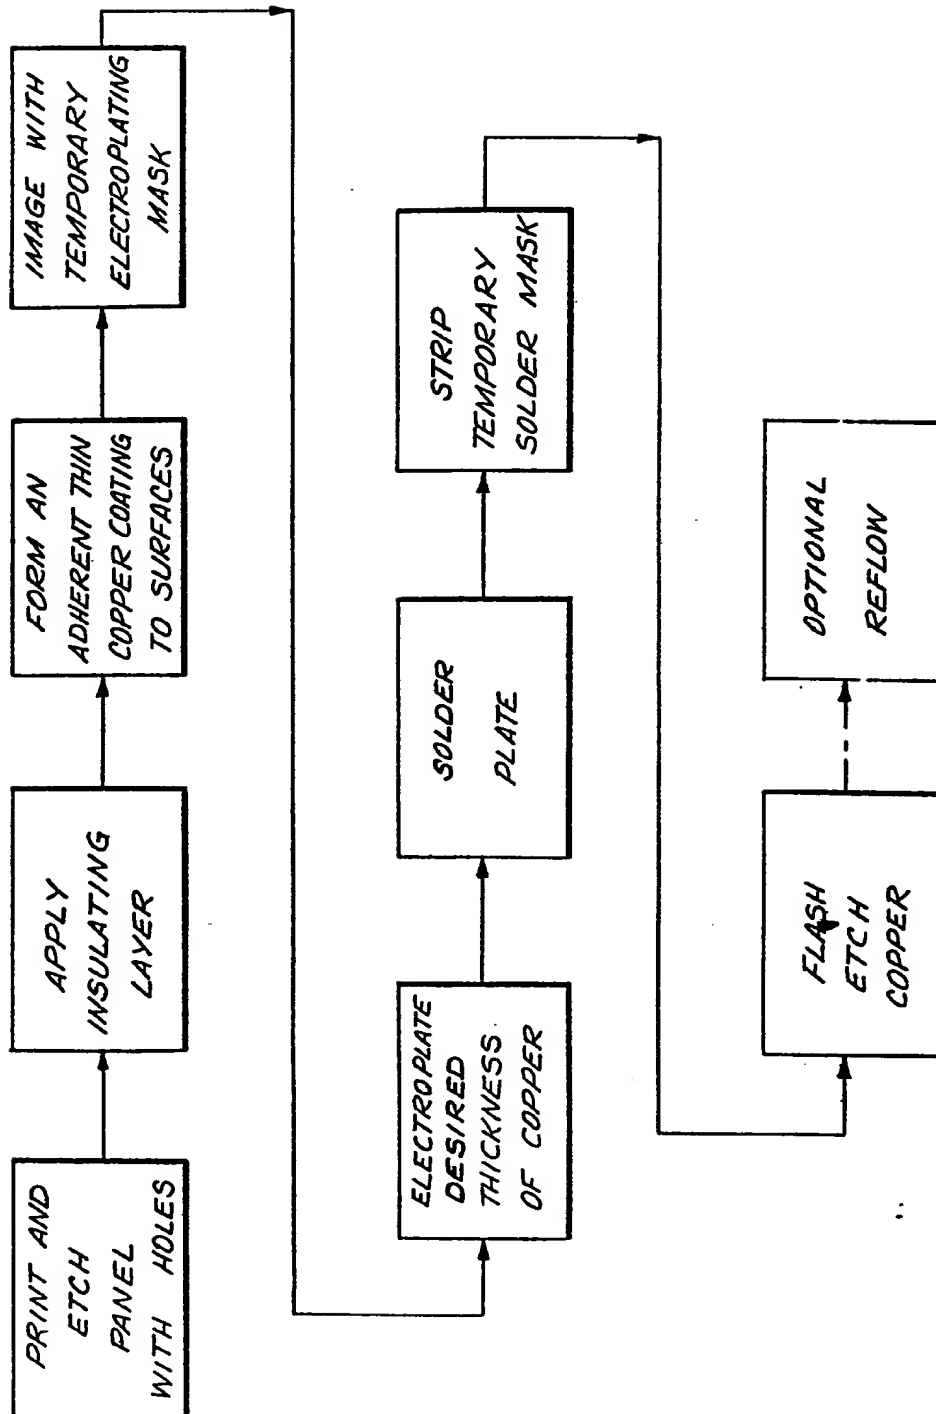 PRINT AND
ETCH
PANEL
WITH HOLES
APPLY
INSULATING
LAYER
FORM AN
ADHERENT THIN
COPPER COATING
TO SURFACES
IMAGE WITH
TEMPORARY
ELECTROPLATING
MASK
ELECTROPLATE
DESIRED
THICKNESS
OF COPPER
SOLDER
PLATE
STRIP
TEMPORARY
SOLDER MASK
FLASH
ETCH
COPPER
OPTIONAL
REFLOW